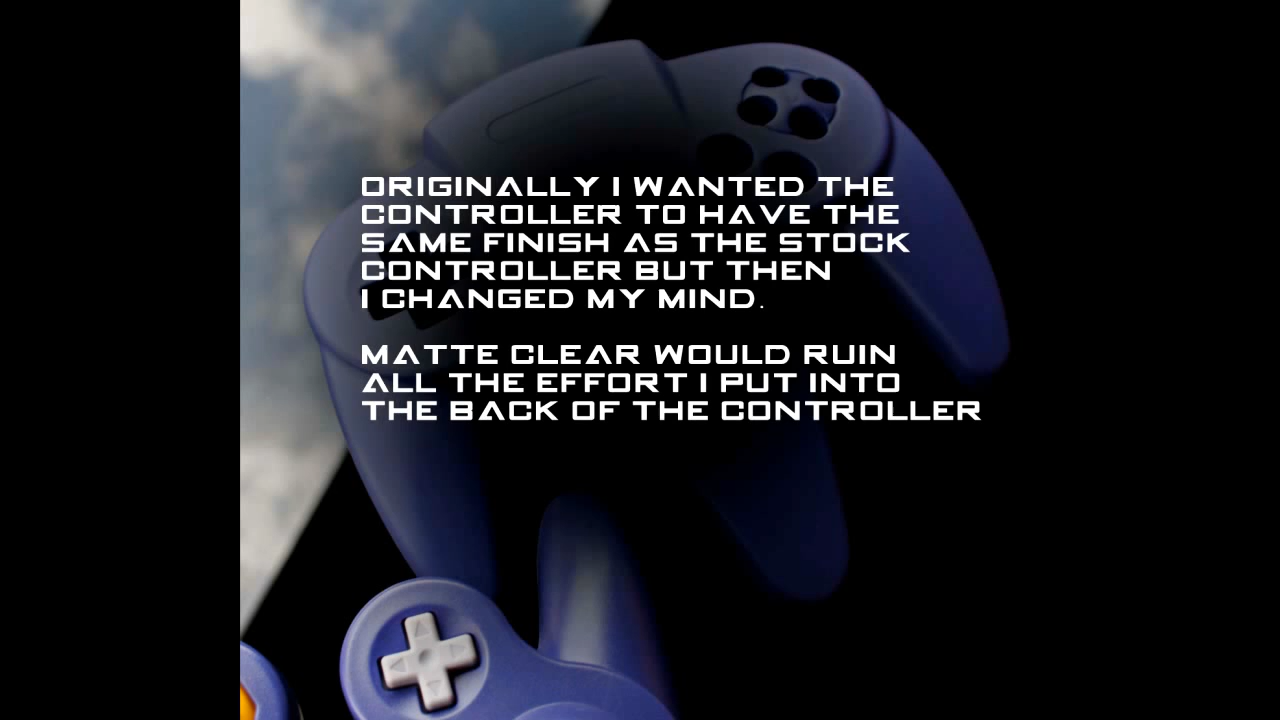 ORIGINALLY I WANTED THE
CONTROLLER TO HAVE THE
SAME FINISH AS THE STOCK
CONTROLLER BUT THEN
I CHANGED MY MIND.
MATTE CLEAR WOULD RUIN
ALL THE EFFORT I PUT INTO
THE BACK OF THE CONTROLLER